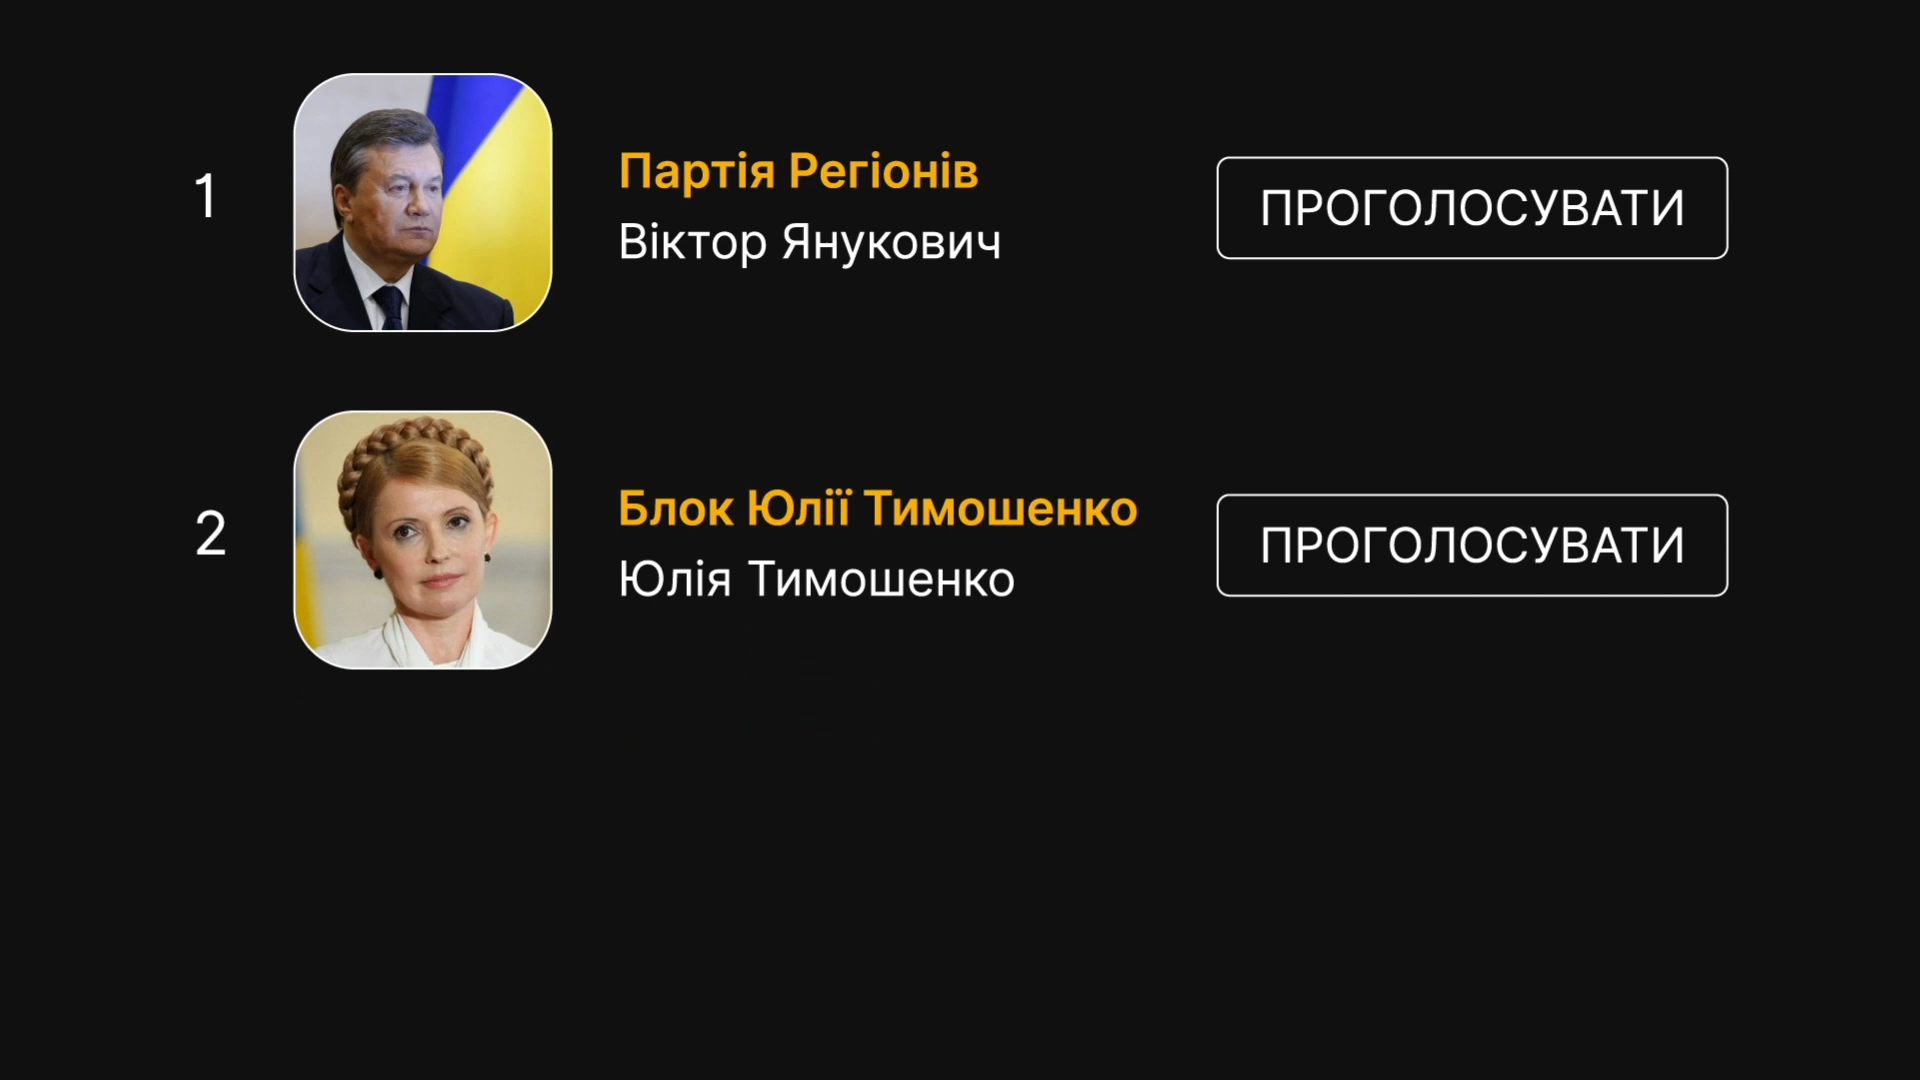 1
Партія Регіонів
Віктор Янукович
ПРОГОЛОСУВАТИ
2
Блок Юлії Тимошенко
Юлія Тимошенко
ПРОГОЛОСУВАТИ